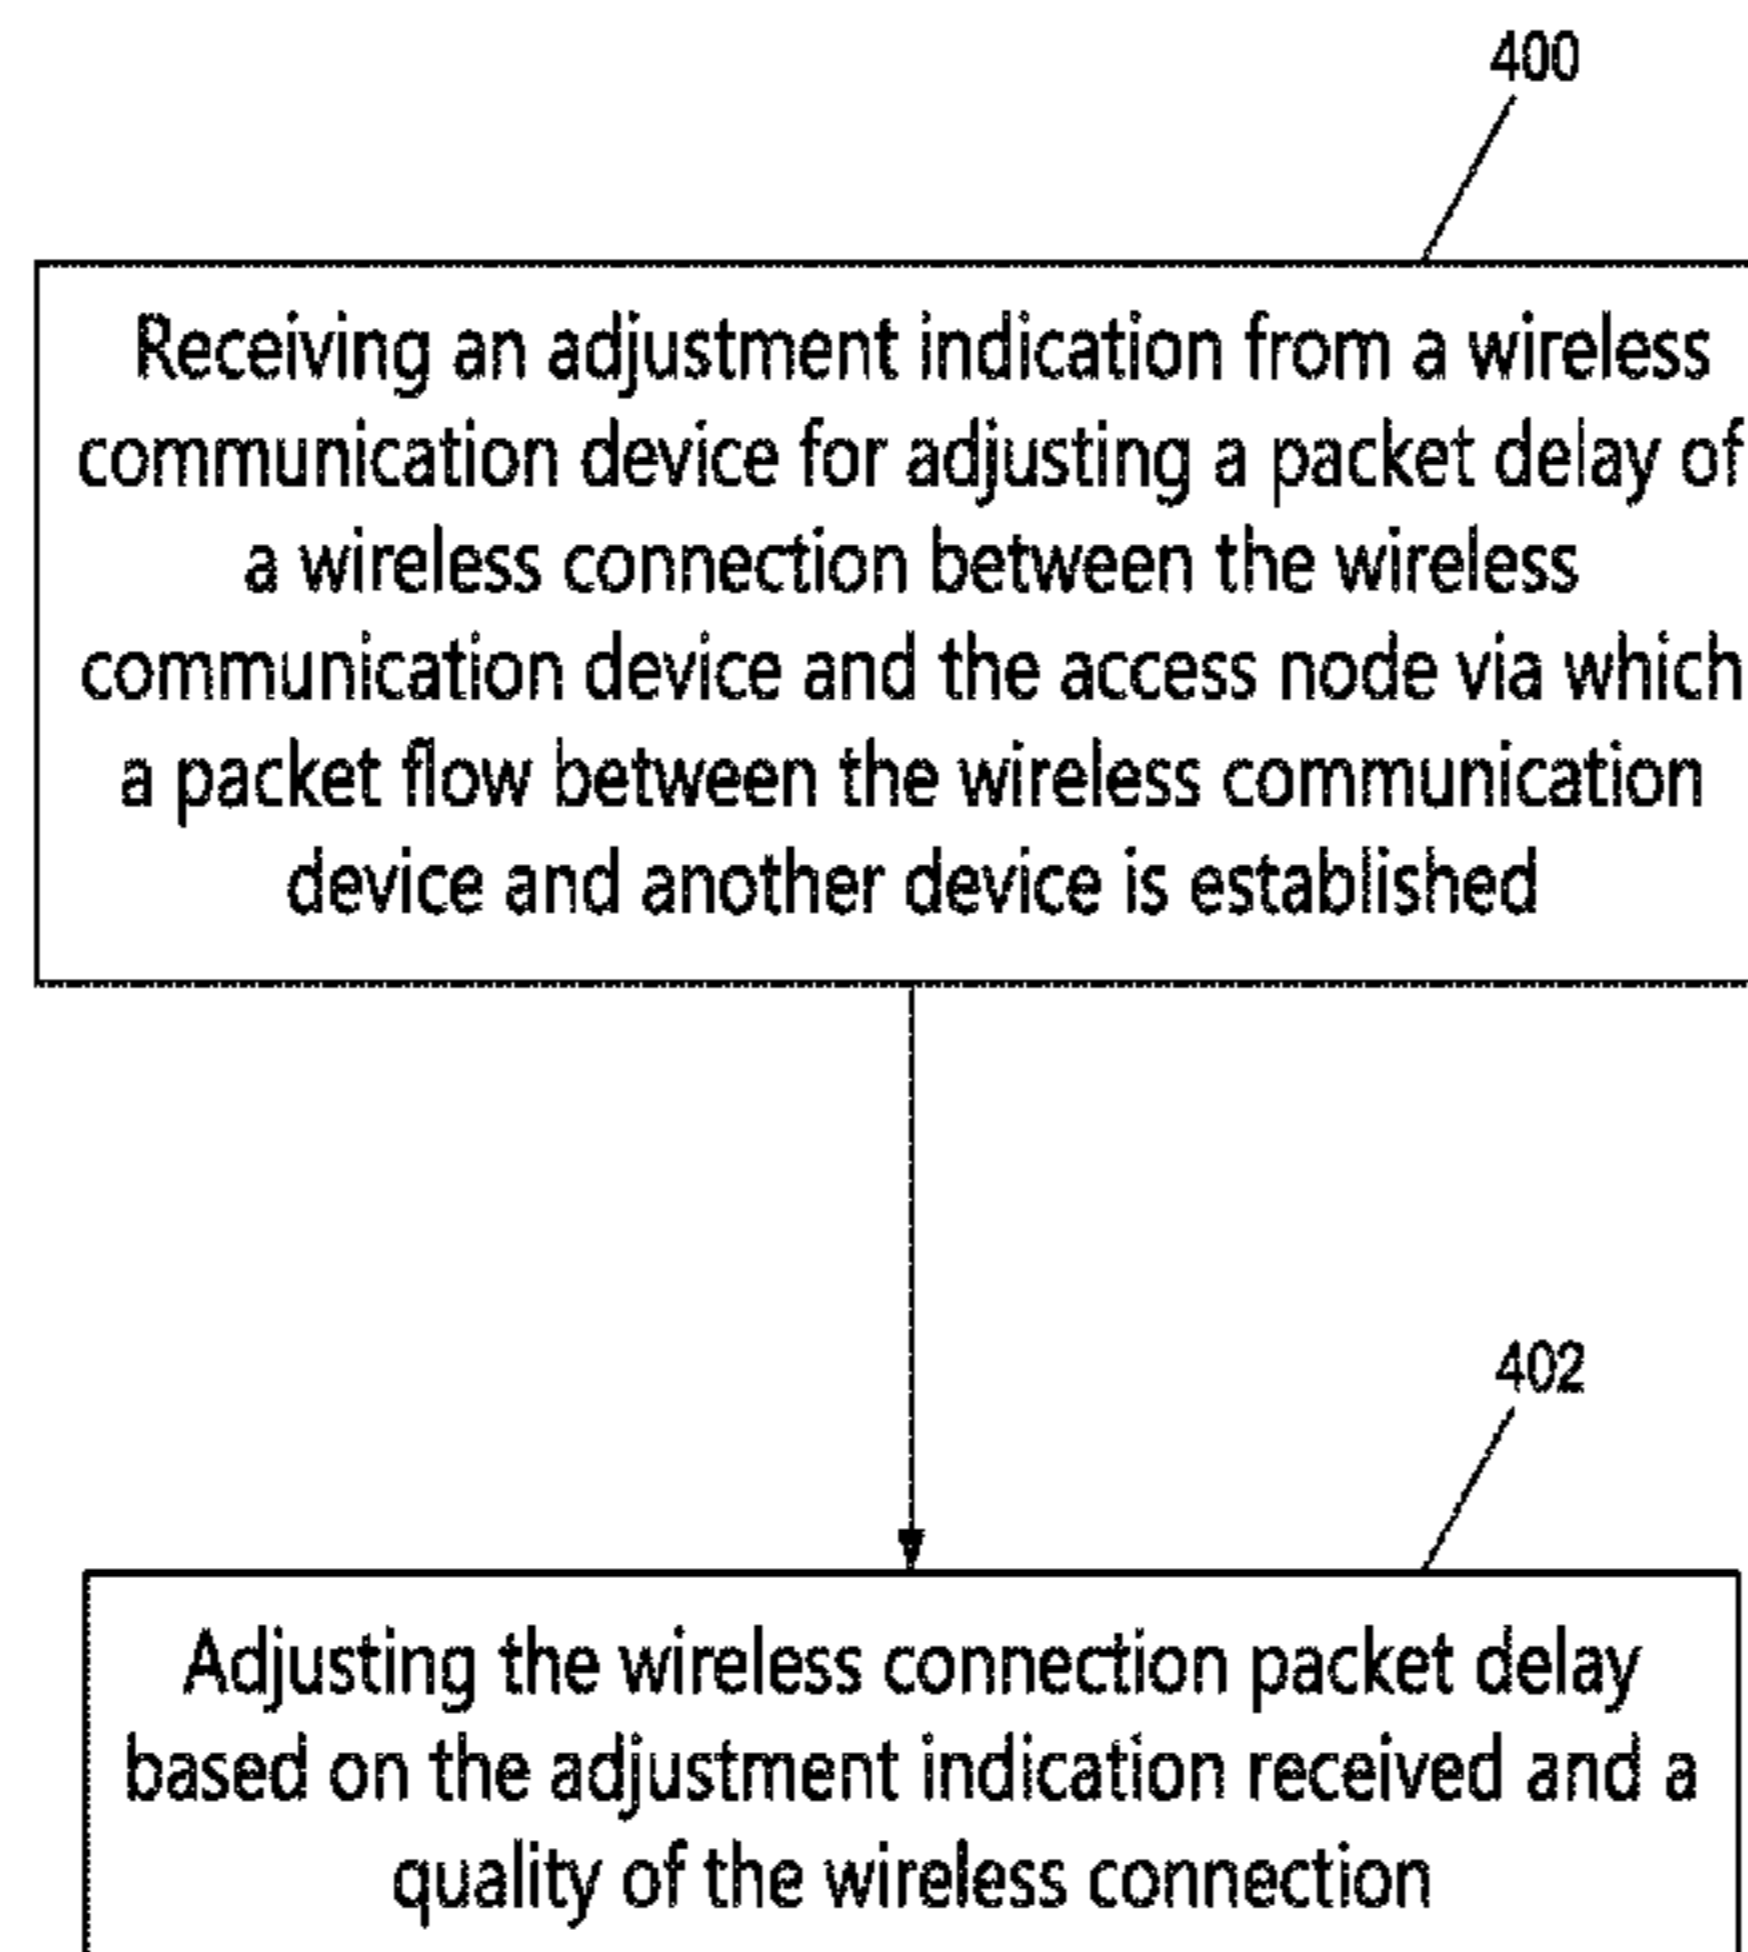 400
Receiving an adjustment indication from a wireless
communication device for adjusting a packet delay of
a wireless connection between the wireless
communication device and the access node via which
a packet flow between the wireless communication
device and another device is established
402
Adjusting the wireless connection packet delay
based on the adjustment indication received and a
quality of the wireless connection